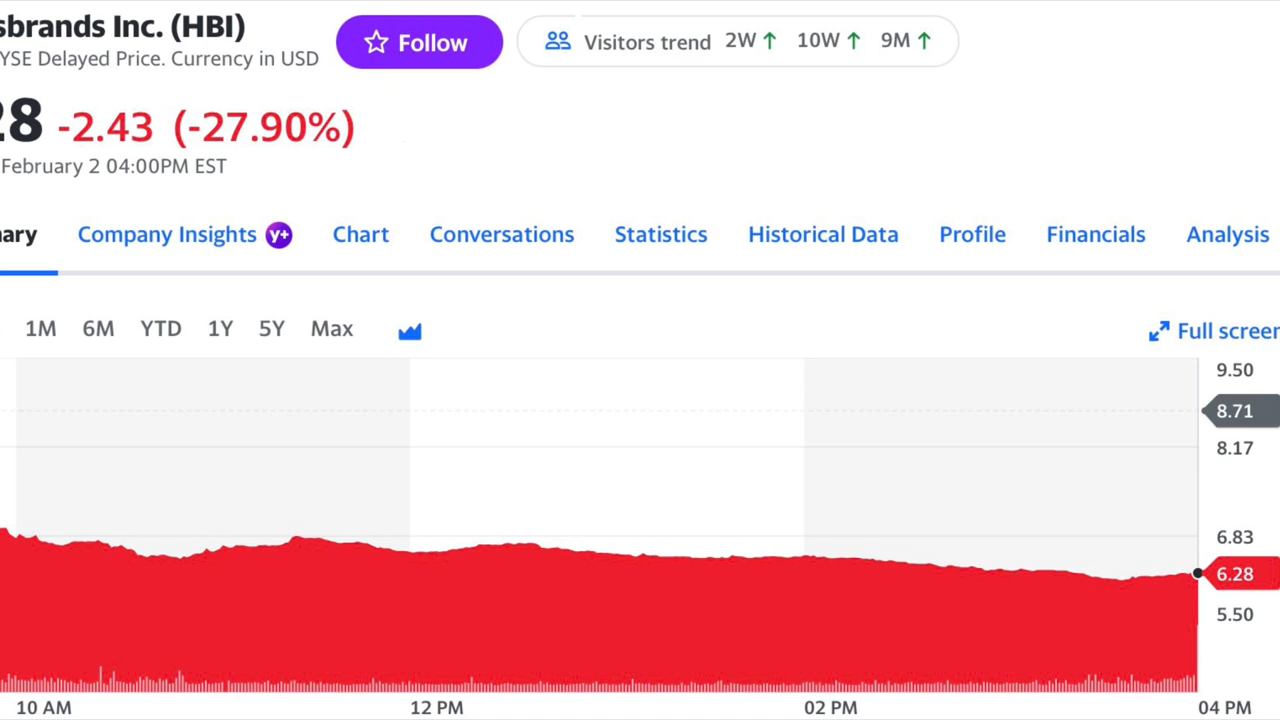 sbrands Inc. (HBI)
YSE Delayed Price. Currency in USD
Follow
Visitors trend 2W ↑ 10W ↑ 9M ↑
28 -2.43 (-27.90%)
February 2 04:00PM EST
ary Company Insights y+ Chart Conversations Statistics Historical Data Profile Financials Analysis
1M 6M YTD 1Y 5Y Max
Full screen
9.50
8.71
8.17
6.83
6.28
5.50
10 AM 12 PM 02 PM 04 PM